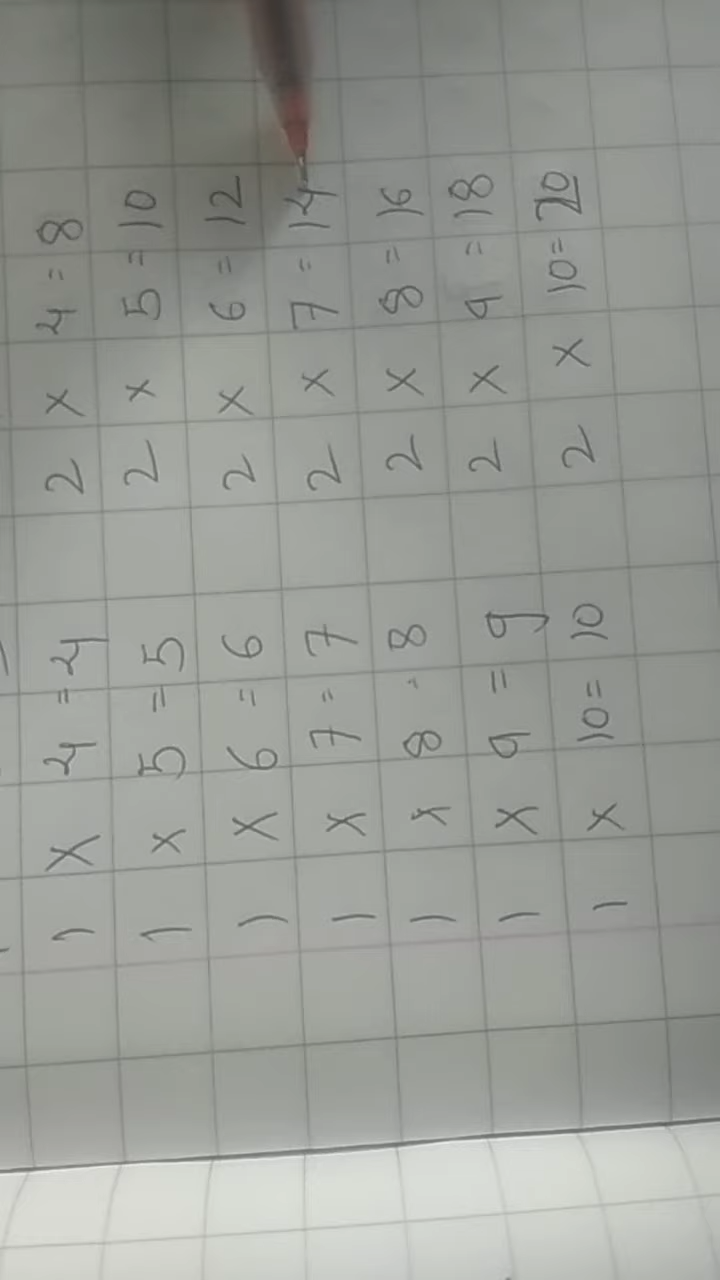 1 x 4 = 4 2 x 4 = 8
1 x 5 = 5 2 x 5 = 10
1 x 6 = 6 2 x 6 = 12
1 x 7 = 7 2 x 7 = 14
1 x 8 = 8 2 x 8 = 16
1 x 9 = 9 2 x 9 = 18
1 x 10 = 10 2 x 10 = 20